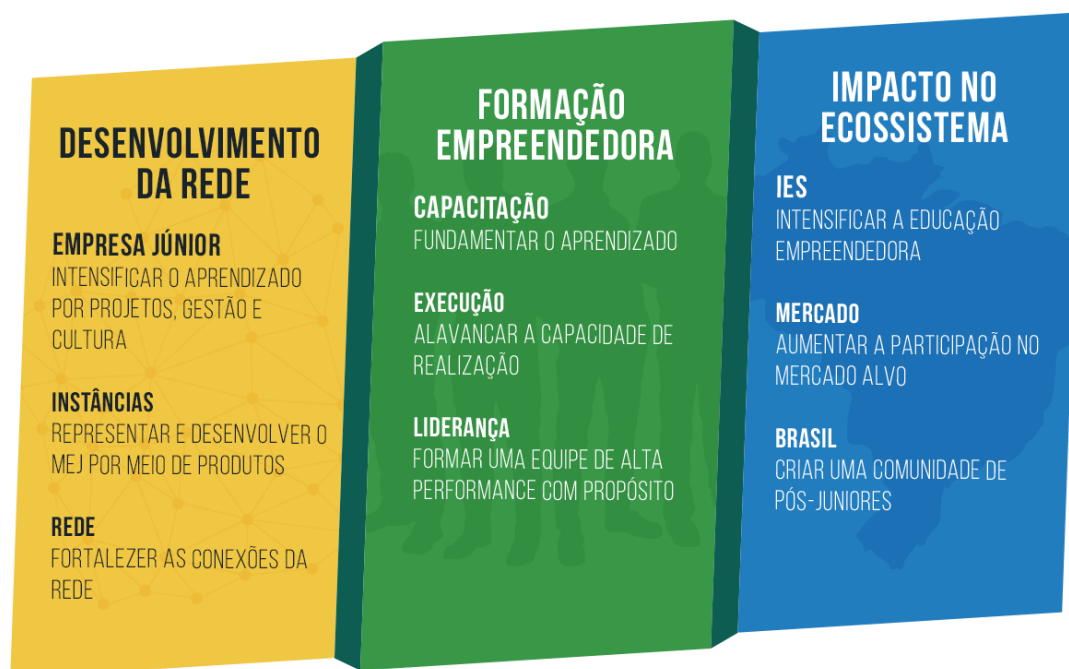 DESENVOLVIMENTO
DA REDE
EMPRESA JÚNIOR
INTENSIFICAR O APRENDIZADO
POR PROJETOS, GESTÃO E
CULTURA
INSTÂNCIAS
REPRESENTAR E DESENVOLVER O
MEJ POR MEIO DE PRODUTOS
REDE
FORTALEZER AS CONEXÕES DA
REDE
FORMAÇÃO
EMPREENDEDORA
CAPACITAÇÃO
FUNDAMENTAR O APRENDIZADO
EXECUÇÃO
ALAVANCAR A CAPACIDADE DE
REALIZAÇÃO
LIDERANÇA
FORMAR UMA EQUIPE DE ALTA
PERFORMANCE COM PROPÓSITO
IMPACTO NO
ECOSSISTEMA
IES
INTENSIFICAR A EDUCAÇÃO
EMPREENDEDORA
MERCADO
AUMENTAR A PARTICIPAÇÃO NO
MERCADO ALVO
BRASIL
CRIAR UMA COMUNIDADE DE
PÓS-JUNIORES